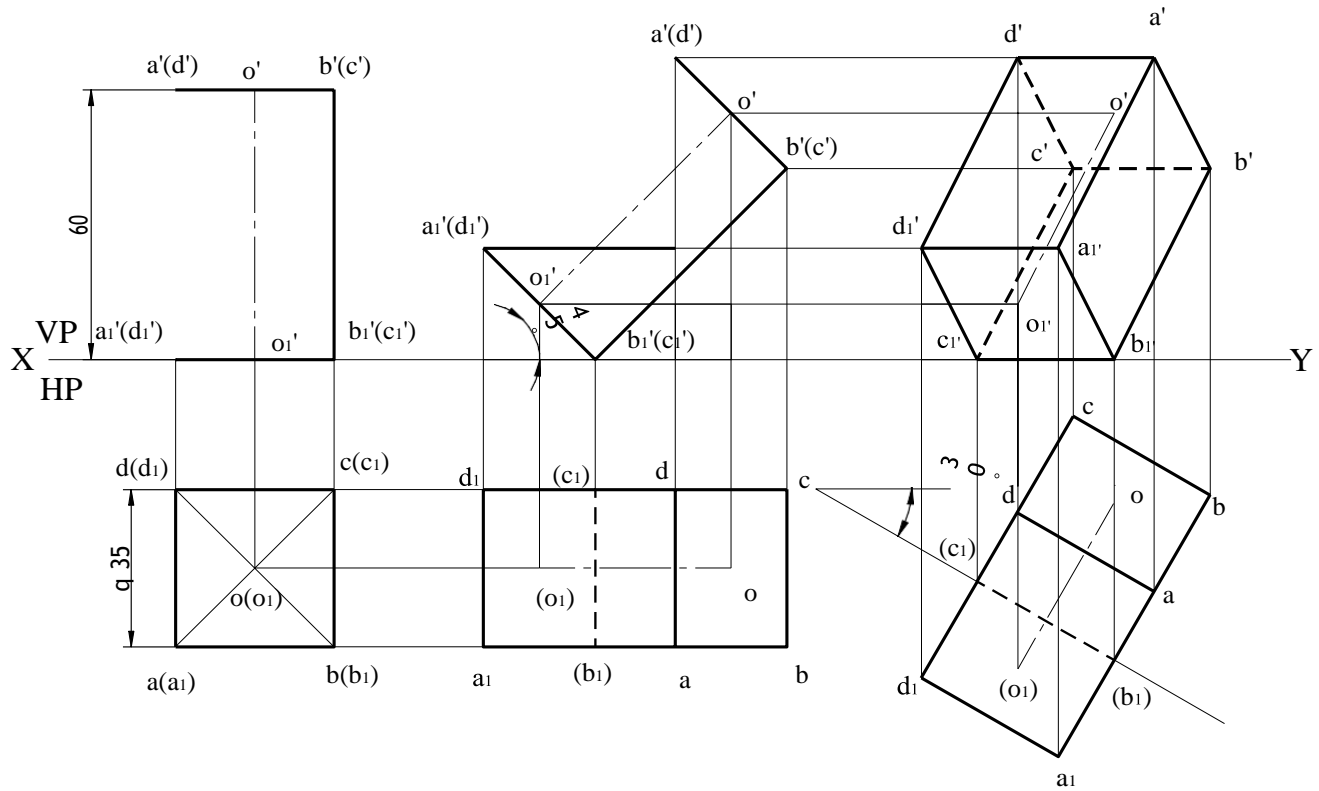 a'
d'
a'(d')
a'(d') o' b'(c')
o' o'
b'(c') c' b'
60
a1'(d1') d1' a1'
o1' o1'
45°
VP a1'(d1') o1' b1'(c1') b1'(c1') c1' b1'
X Y
HP
c
d(d1) c(c1) d1 (c1) d c 30° d o b
q 35
(c1)
o(o1) (o1) o a
a(a1) b(b1) a1 (b1) a b d1 (o1) (b1)
a1